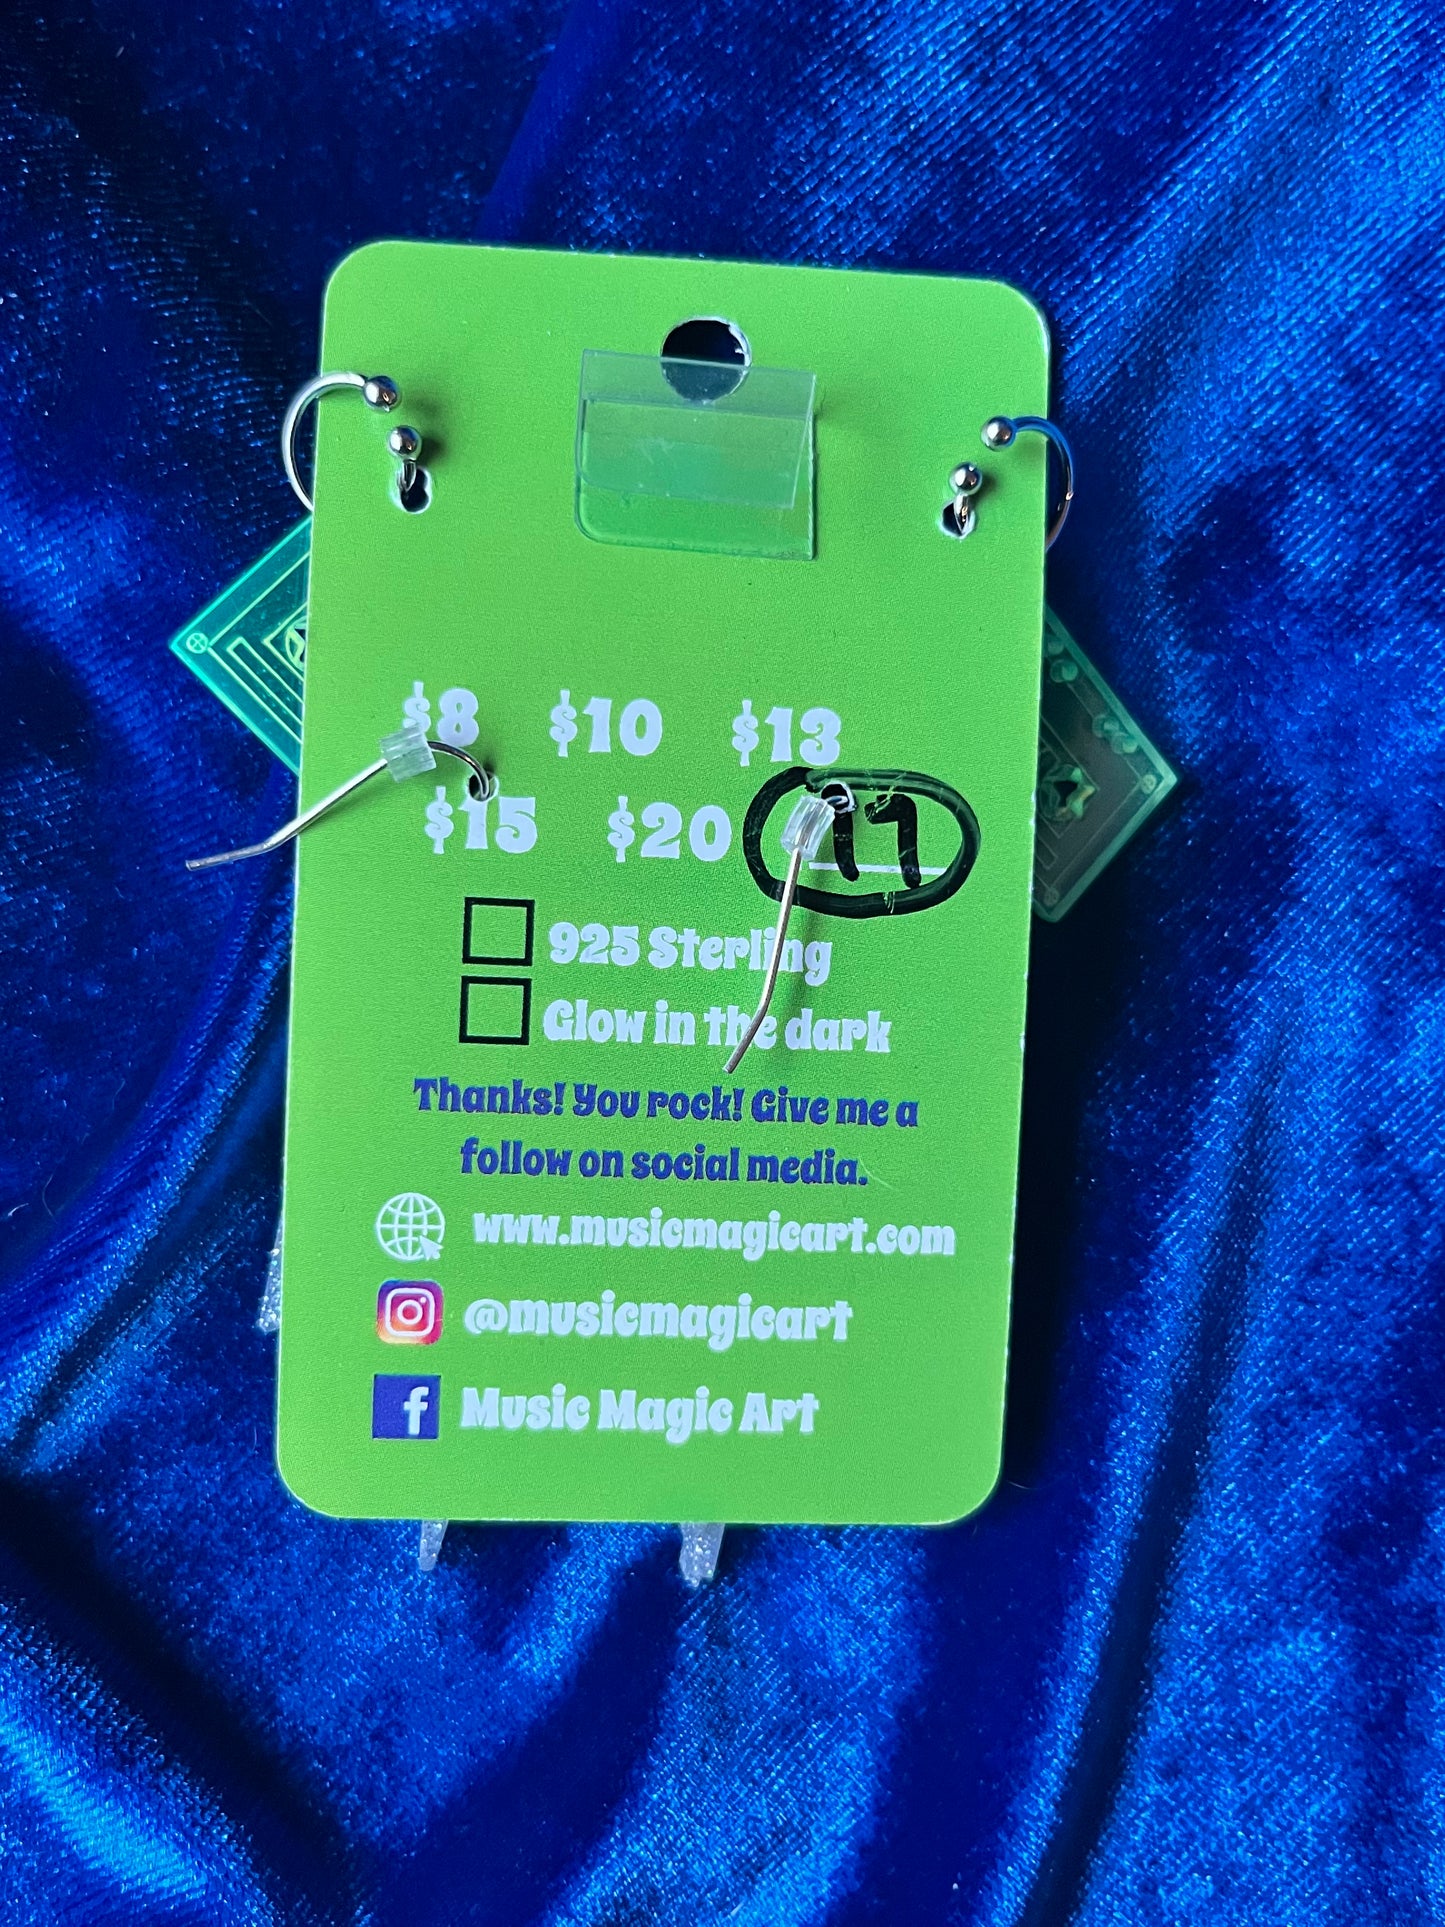 $8 $10 $13
$15 $20 17
925 Sterling
Glow in the dark
Thanks! You rock! Give me a
follow on social media.
www.musicmagicart.com
@musicmagicart
f Music Magic Art